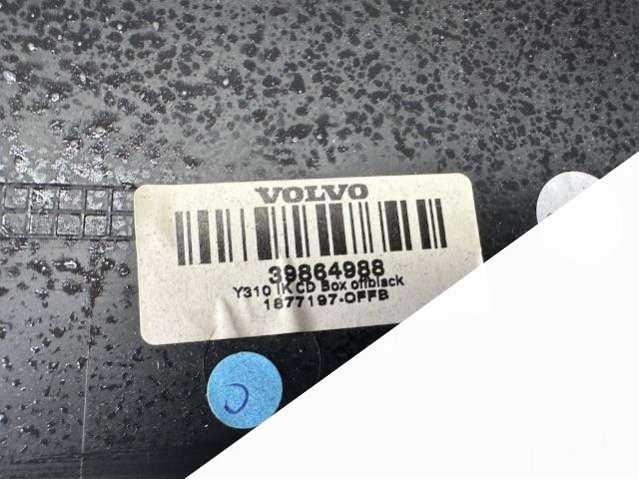 VOLVO
39864988
Y310 IK CD Box offblack
1877197-OFFB
C